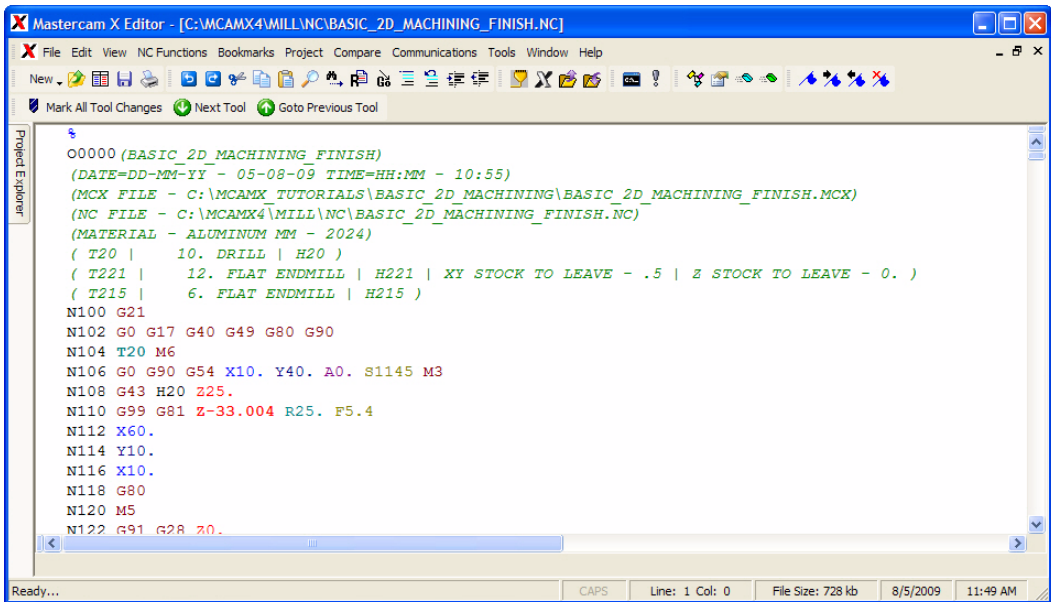 Mastercam X Editor - [C:\MCAMX4\MILL\NC\BASIC_2D_MACHINING_FINISH.NC]
File Edit View NC Functions Bookmarks Project Compare Communications Tools Window Help
New
Mark All Tool Changes Next Tool Goto Previous Tool
Project Explorer
%
O0000 (BASIC_2D_MACHINING_FINISH)
(DATE=DD-MM-YY - 05-08-09 TIME=HH:MM - 10:55)
(MCX FILE - C:\MCAMX_TUTORIALS\BASIC_2D_MACHINING\BASIC_2D_MACHINING_FINISH.MCX)
(NC FILE - C:\MCAMX4\MILL\NC\BASIC_2D_MACHINING_FINISH.NC)
(MATERIAL - ALUMINUM MM - 2024)
( T20 | 10. DRILL | H20 )
( T221 | 12. FLAT ENDMILL | H221 | XY STOCK TO LEAVE - .5 | Z STOCK TO LEAVE - 0. )
( T215 | 6. FLAT ENDMILL | H215 )
N100 G21
N102 G0 G17 G40 G49 G80 G90
N104 T20 M6
N106 G0 G90 G54 X10. Y40. A0. S1145 M3
N108 G43 H20 Z25.
N110 G99 G81 Z-33.004 R25. F5.4
N112 X60.
N114 Y10.
N116 X10.
N118 G80
N120 M5
N122 G91 G28 Z0.
Ready... CAPS Line: 1 Col: 0 File Size: 728 kb 8/5/2009 11:49 AM